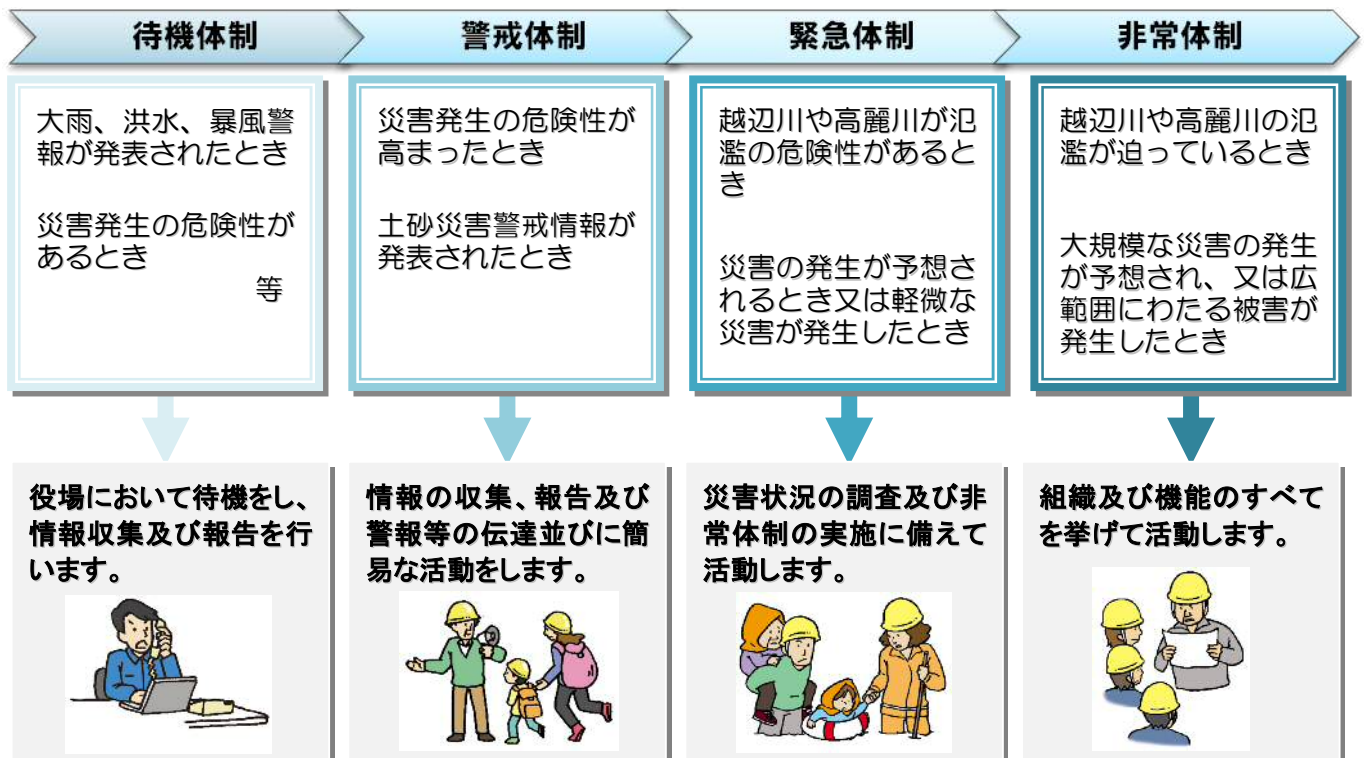 待機体制
警戒体制
緊急体制
非常体制
大雨、洪水、暴風警
報が発表されたとき
災害発生の危険性が
あるとき
等
災害発生の危険性が
高まったとき
土砂災害警戒情報が
発表されたとき
越辺川や高麗川が氾
濫の危険性があると
き
災害の発生が予想さ
れるとき又は軽微な
災害が発生したとき
越辺川や高麗川の氾
濫が迫っているとき
大規模な災害の発生
が予想され、又は広
範囲にわたる被害が
発生したとき
役場において待機をし、
情報収集及び報告を行
います。
情報の収集、報告及び
警報等の伝達並びに簡
易な活動をします。
災害状況の調査及び非
常体制の実施に備えて
活動します。
組織及び機能のすべて
を挙げて活動します。